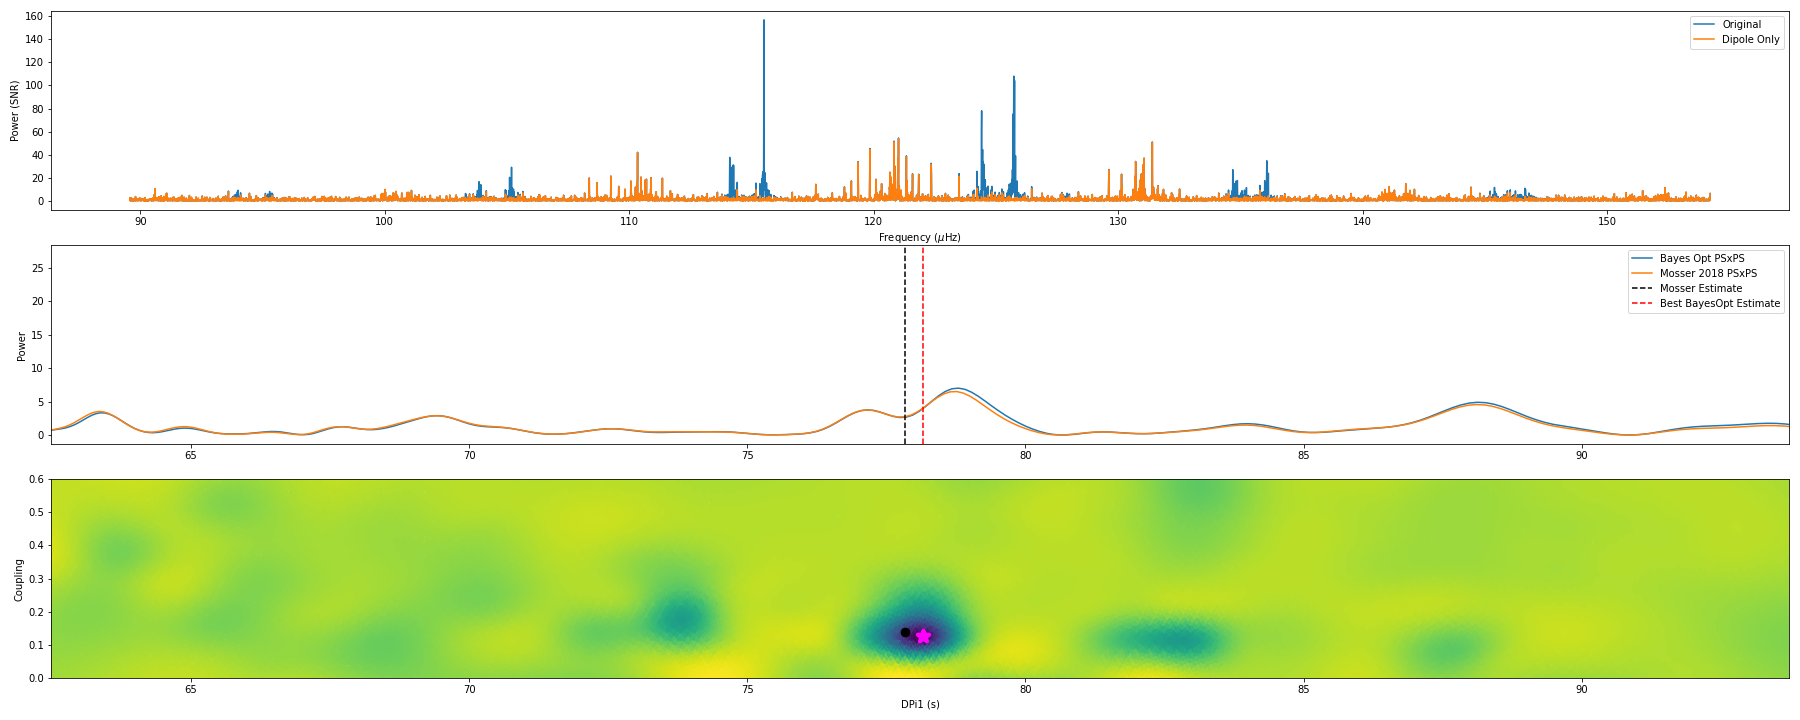 160
140
120
100
80
60
40
20
0
Power (SNR)
Original
Dipole Only
90 100 110 120 130 140 150
Frequency (μHz)
25
20
15
10
5
0
Power
Bayes Opt PSxPS
Mosser 2018 PSxPS
Mosser Estimate
Best BayesOpt Estimate
65 70 75 80 85 90
0.6
0.5
0.4
0.3
0.2
0.1
0.0
Coupling
65 70 75 80 85 90
DPi1 (s)